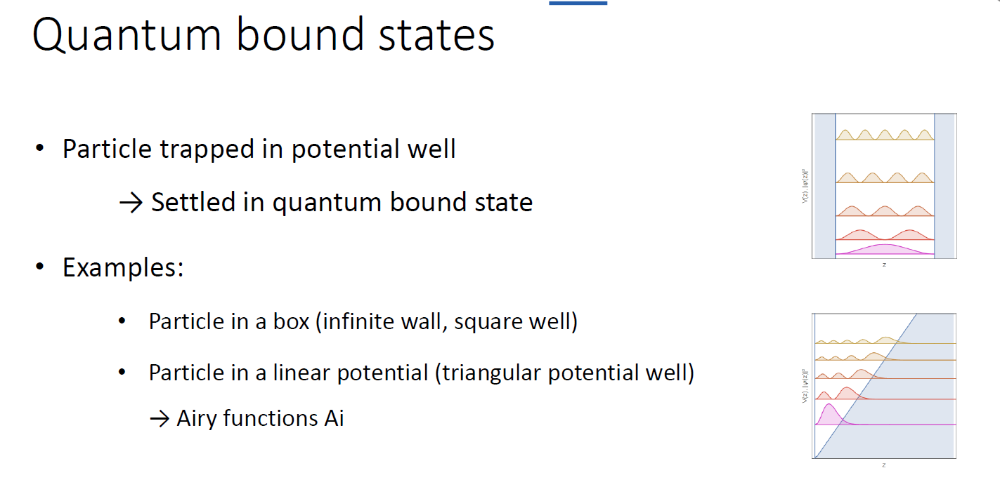 Quantum bound states
• Particle trapped in potential well
→ Settled in quantum bound state
• Examples:
• Particle in a box (infinite wall, square well)
• Particle in a linear potential (triangular potential well)
→ Airy functions Ai
V(z), |ψ(z)|²
z
V(z), |ψ(z)|²
z